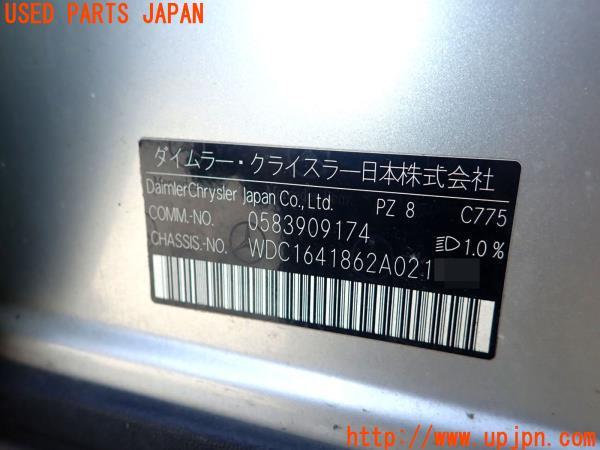 USED PARTS JAPAN
ダイムラー・クライスラー日本株式会社
DaimlerChrysler Japan Co., Ltd. PZ 8 C775
COMM.-NO. 0583909174
CHASSIS.-NO. WDC1641862A021 1.0 %
http://www.upjpn.com